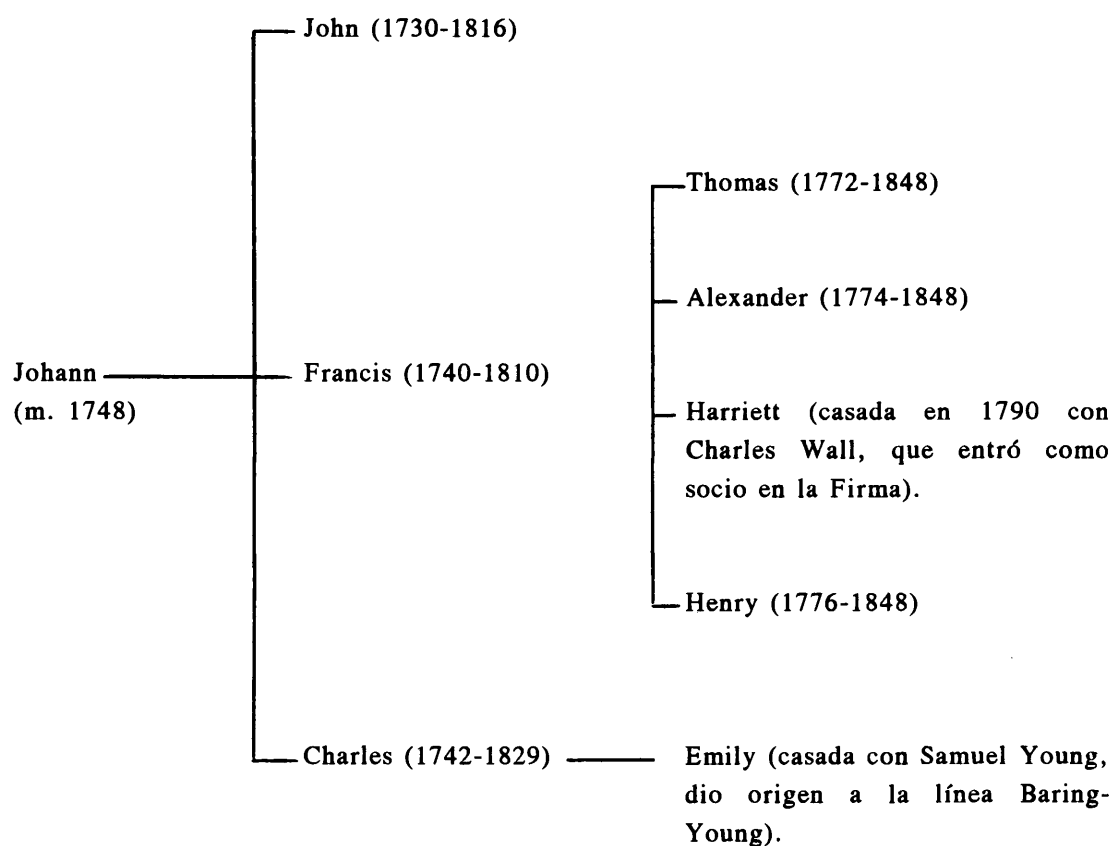 John (1730-1816)
Thomas (1772-1848)
Alexander (1774-1848)
Johann
(m. 1748)
Francis (1740-1810)
Harriett (casada en 1790 con
Charles Wall, que entró como
socio en la Firma).
Henry (1776-1848)
Charles (1742-1829)
Emily (casada con Samuel Young,
dio origen a la línea Baring-
Young).